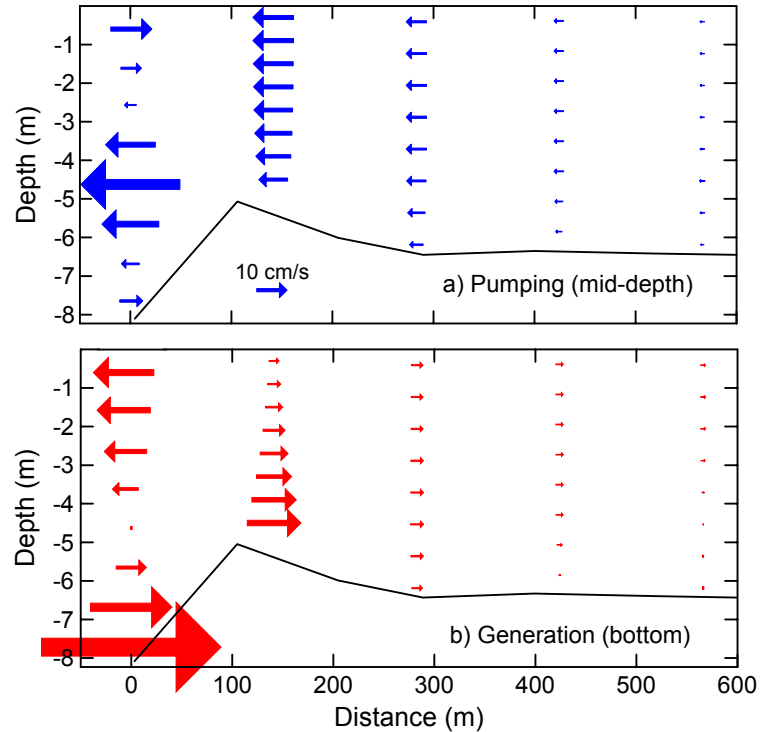 -1
-2
-3
-4
-5
-6
-7
-8
Depth (m)
10 cm/s
a) Pumping (mid-depth)
-1
-2
-3
-4
-5
-6
-7
-8
Depth (m)
b) Generation (bottom)
0 100 200 300 400 500 600
Distance (m)